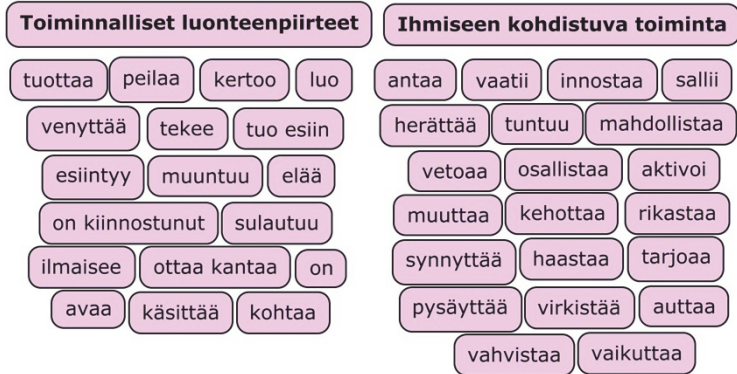 Toiminnalliset luonteenpiirteet
tuottaa peilaa kertoo luo
venyttää tekee tuo esiin
esiintyy muuntuu elää
on kiinnostunut sulautuu
ilmaisee ottaa kantaa on
avaa käsittää kohtaa
Ihmiseen kohdistuva toiminta
antaa vaatii innostaa sallii
herättää tuntuu mahdollistaa
vetoaa osallistaa aktivoi
muuttaa kehottaa rikastaa
synnyttää haastaa tarjoaa
pysäyttää virkistää auttaa
vahvistaa vaikuttaa